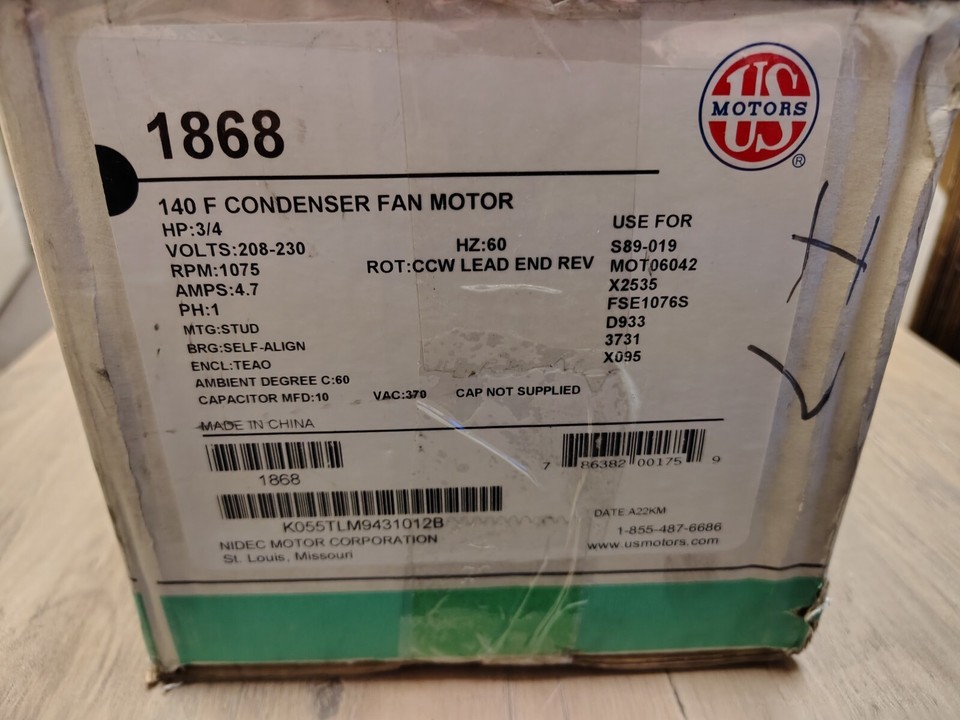 1868
US
MOTORS
®
140 F CONDENSER FAN MOTOR
HP:3/4
VOLTS:208-230 HZ:60
RPM:1075 ROT:CCW LEAD END REV
AMPS:4.7
PH:1
MTG:STUD
BRG:SELF-ALIGN
ENCL:TEAO
AMBIENT DEGREE C:60
CAPACITOR MFD:10 VAC:370 CAP NOT SUPPLIED
USE FOR
S89-019
MOT06042
X2535
FSE1076S
D933
3731
X095
MADE IN CHINA
1868
7 86382 00175 9
K055TLM9431012B
NIDEC MOTOR CORPORATION
St. Louis, Missouri
DATE A22KM
1-855-487-6686
www.usmotors.com